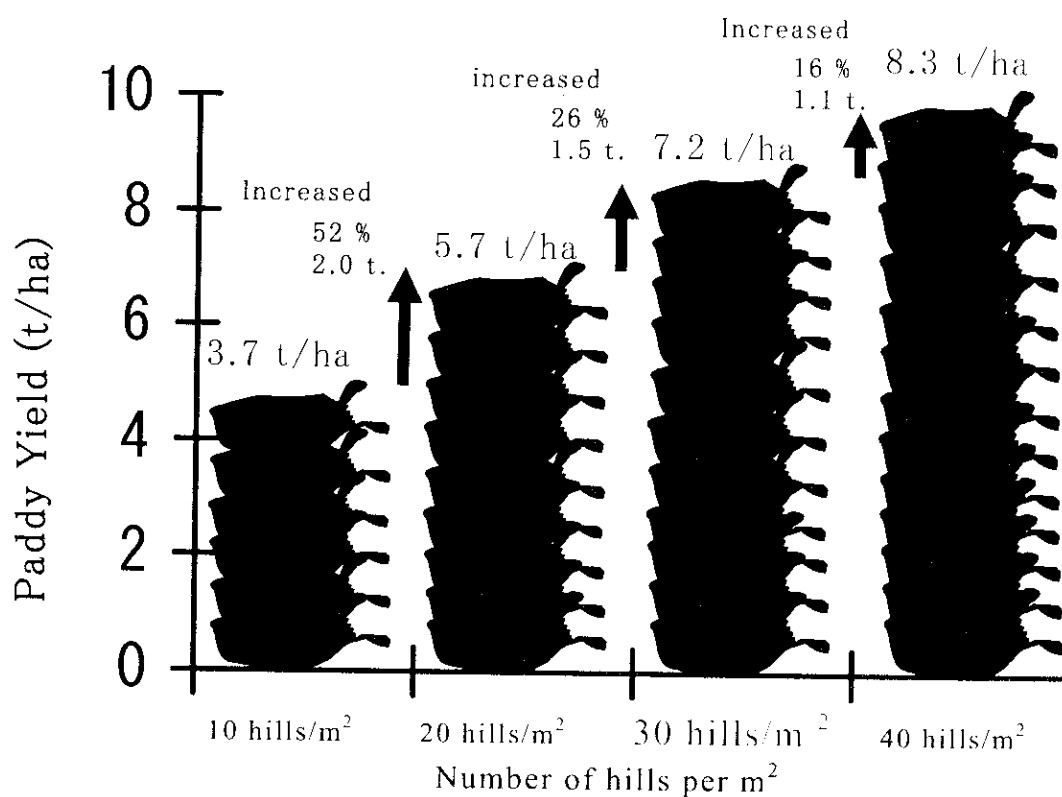 Increased
16 %
1.1 t.
8.3 t/ha
increased
26 %
1.5 t.
7.2 t/ha
Increased
52 %
2.0 t.
5.7 t/ha
3.7 t/ha
Paddy Yield (t/ha)
10
8
6
4
2
0
10 hills/m²
20 hills/m²
30 hills/m ²
40 hills/m²
Number of hills per m²